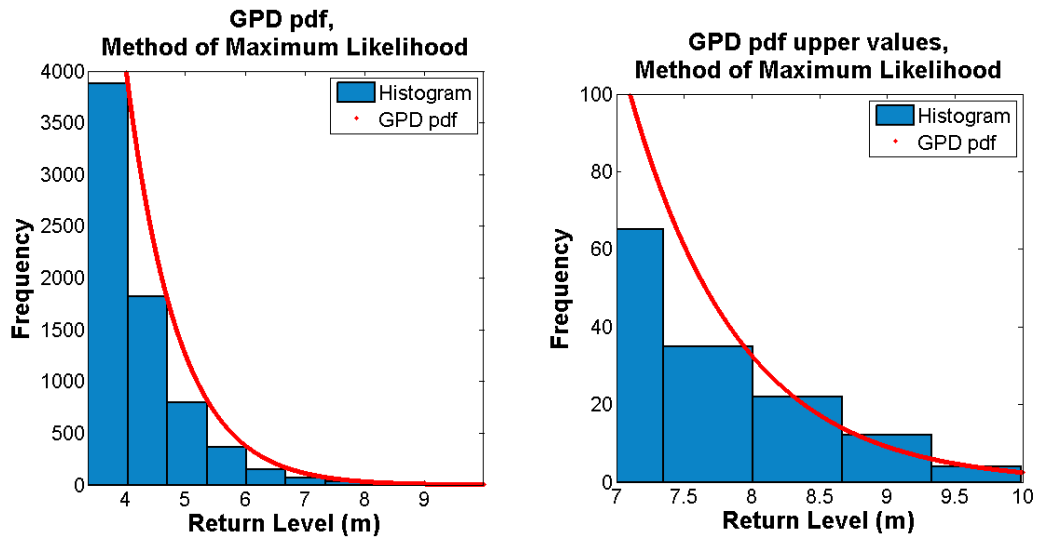 GPD pdf,
Method of Maximum Likelihood
4000
3500
3000
2500
2000
1500
1000
500
0
Frequency
Histogram
GPD pdf
4
5
6
7
8
9
Return Level (m)
GPD pdf upper values,
Method of Maximum Likelihood
100
80
60
40
20
0
Frequency
Histogram
GPD pdf
7
7.5
8
8.5
9
9.5
10
Return Level (m)